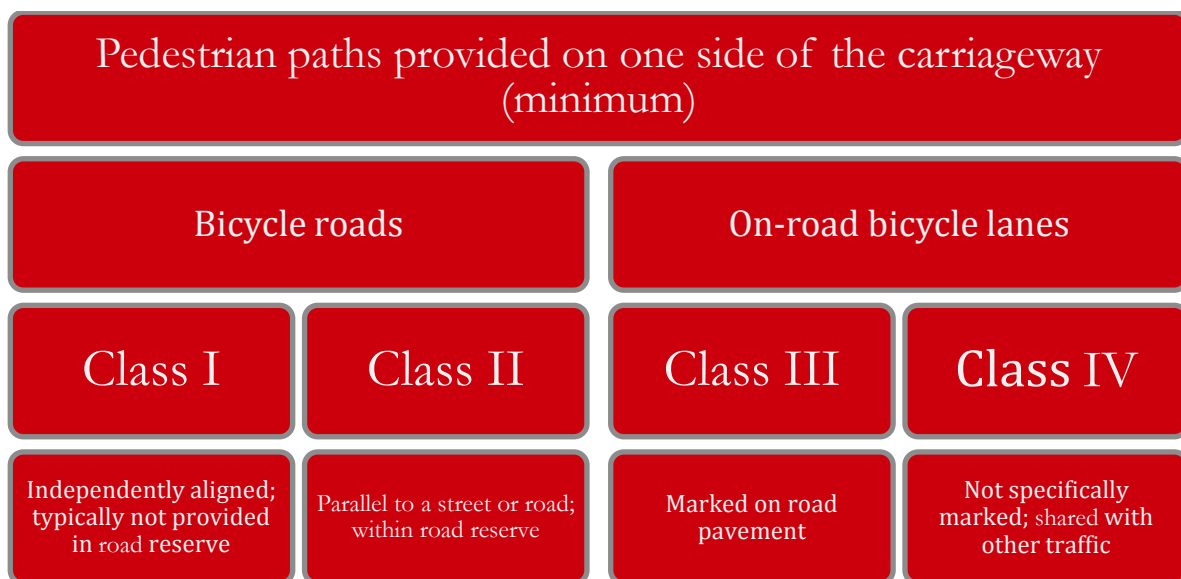 Pedestrian paths provided on one side of the carriageway
(minimum)
Bicycle roads
On-road bicycle lanes
Class I
Class II
Class III
Class IV
Independently aligned;
typically not provided
in road reserve
Parallel to a street or road;
within road reserve
Marked on road
pavement
Not specifically
marked; shared with
other traffic